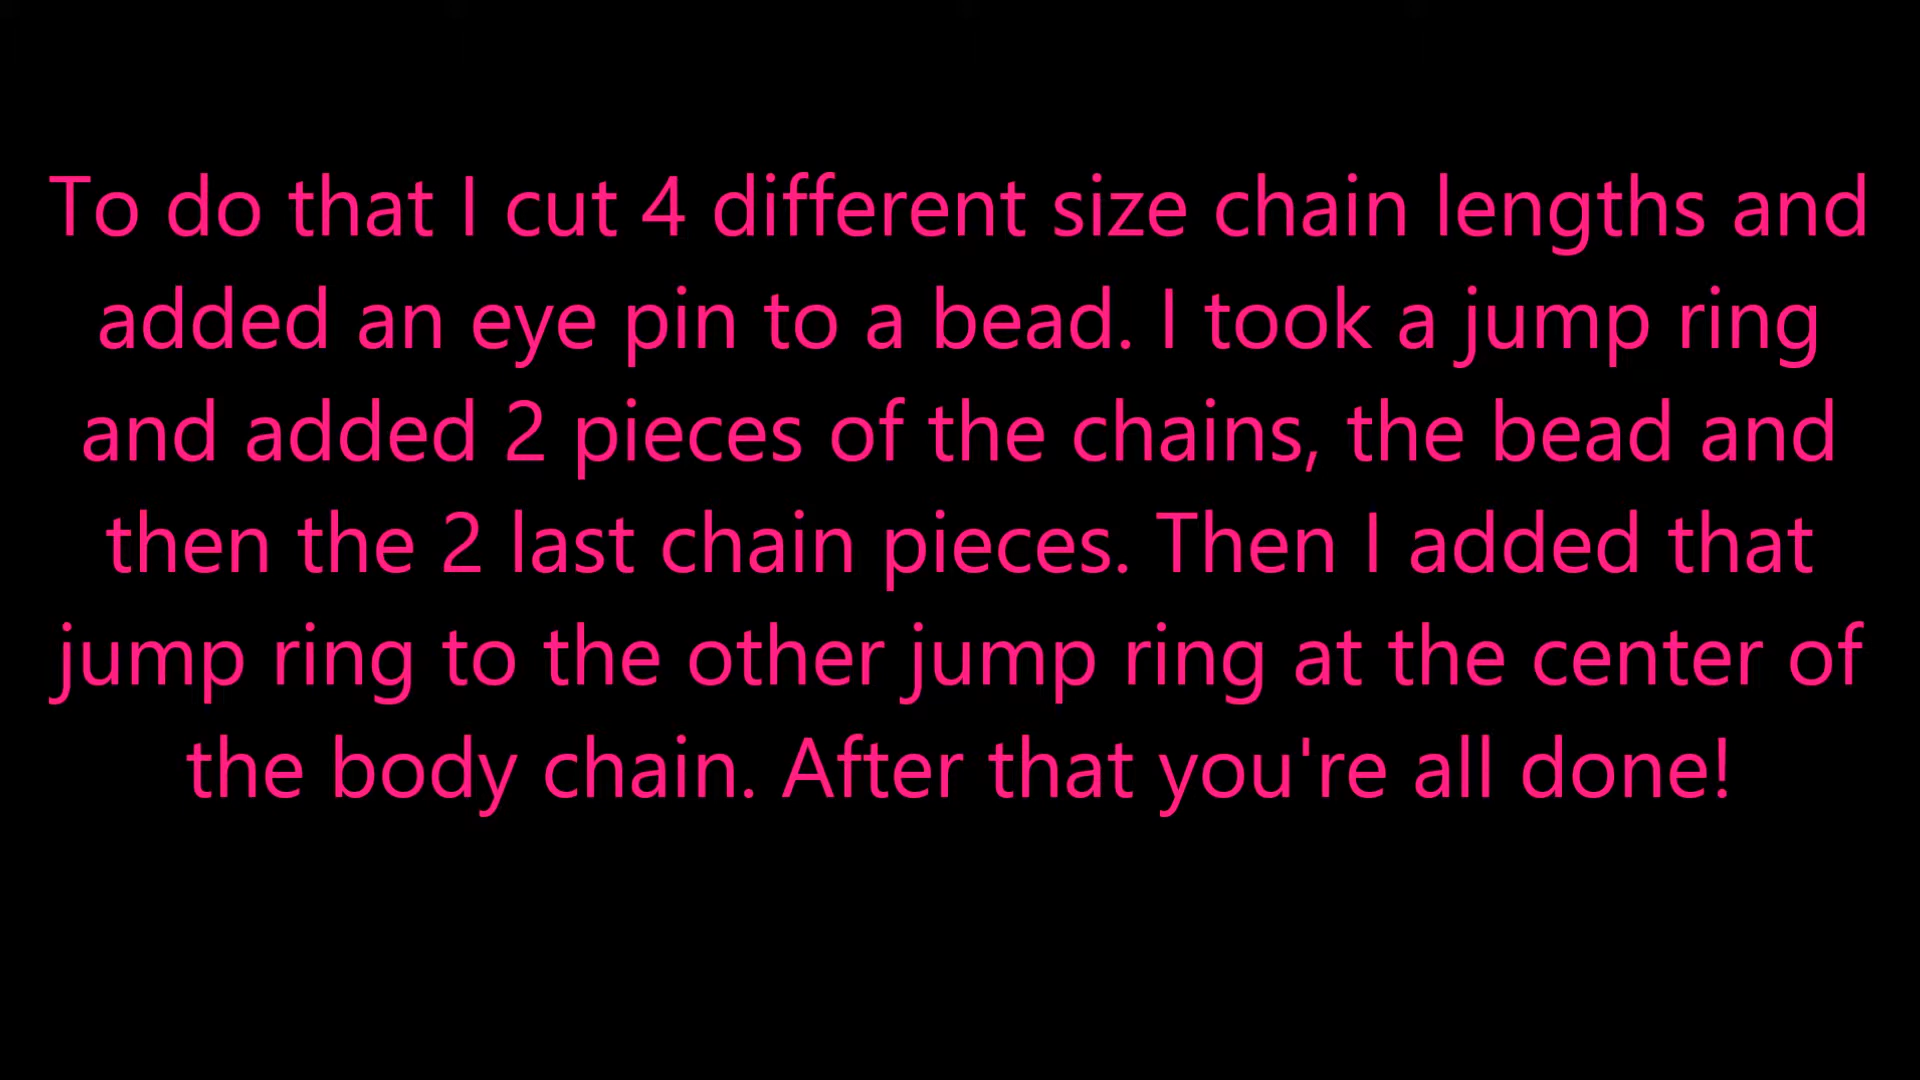 To do that I cut 4 different size chain lengths and
added an eye pin to a bead. I took a jump ring
and added 2 pieces of the chains, the bead and
then the 2 last chain pieces. Then I added that
jump ring to the other jump ring at the center of
the body chain. After that you're all done!